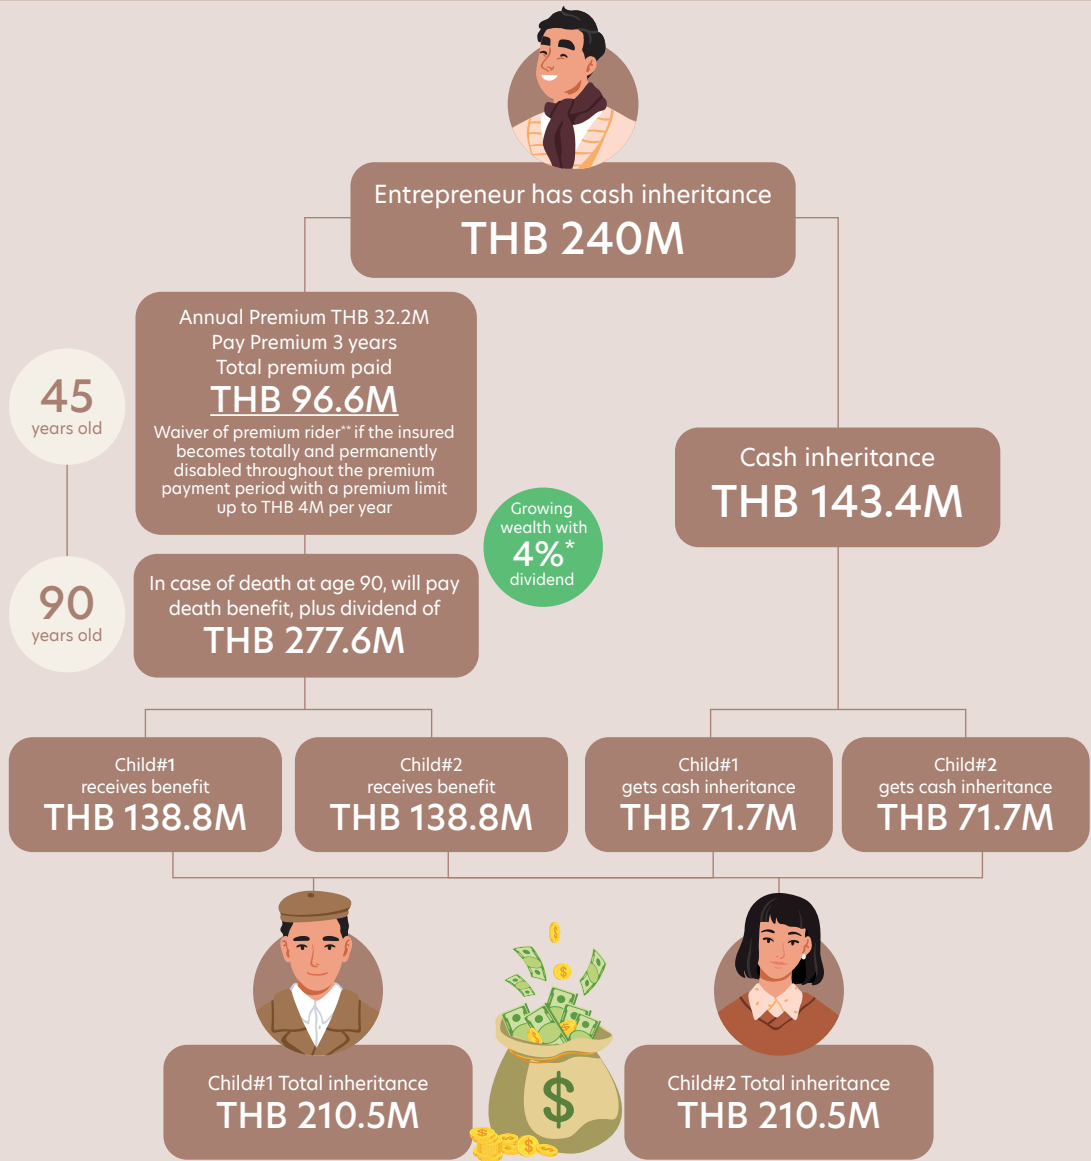 Entrepreneur has cash inheritance
THB 240M
Annual Premium THB 32.2M
Pay Premium 3 years
Total premium paid
THB 96.6M
Waiver of premium rider** if the insured
becomes totally and permanently
disabled throughout the premium
payment period with a premium limit
up to THB 4M per year
45
years old
Cash inheritance
THB 143.4M
Growing
wealth with
4%*
dividend
90
years old
In case of death at age 90, will pay
death benefit, plus dividend of
THB 277.6M
Child#1
receives benefit
THB 138.8M
Child#2
receives benefit
THB 138.8M
Child#1
gets cash inheritance
THB 71.7M
Child#2
gets cash inheritance
THB 71.7M
$
$
$
Child#1 Total inheritance
THB 210.5M
Child#2 Total inheritance
THB 210.5M